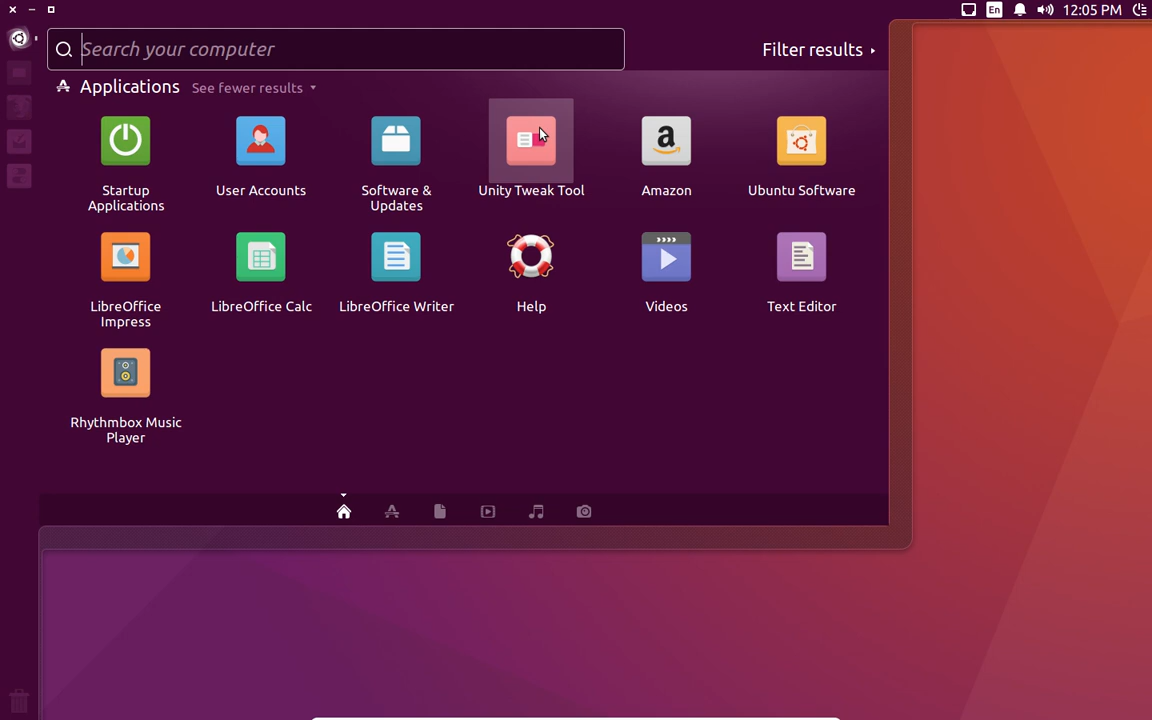 En 12:05 PM
Search your computer
Filter results
Applications See fewer results
Startup Applications
User Accounts
Software & Updates
Unity Tweak Tool
Amazon
Ubuntu Software
LibreOffice Impress
LibreOffice Calc
LibreOffice Writer
Help
Videos
Text Editor
Rhythmbox Music Player